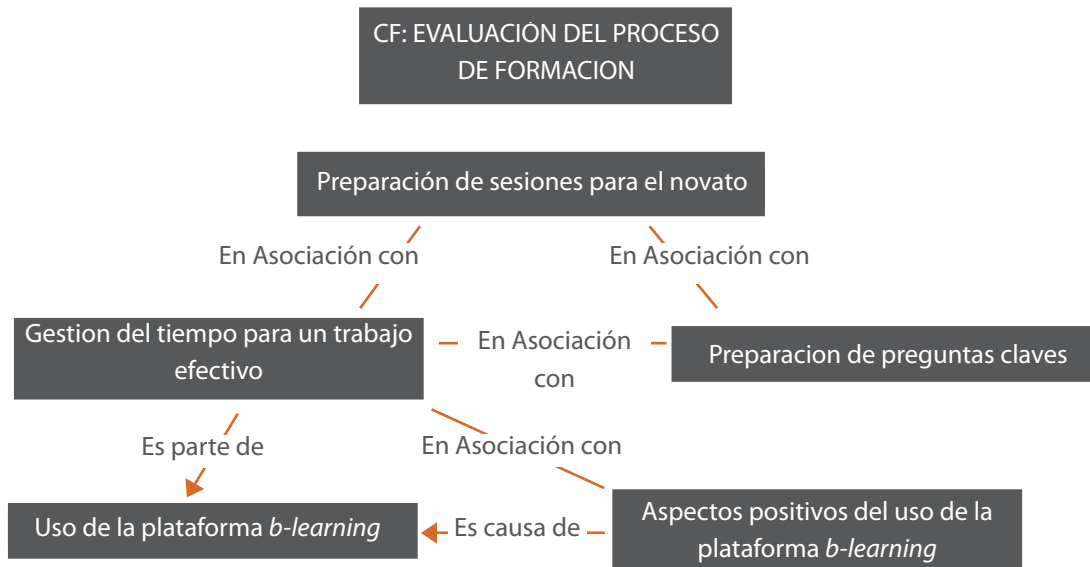 CF: EVALUACIÓN DEL PROCESO
DE FORMACION
Preparación de sesiones para el novato
En Asociación con
En Asociación con
Gestion del tiempo para un trabajo
efectivo
En Asociación
con
Preparacion de preguntas claves
Es parte de
En Asociación con
Uso de la plataforma b-learning
Es causa de
Aspectos positivos del uso de la
plataforma b-learning